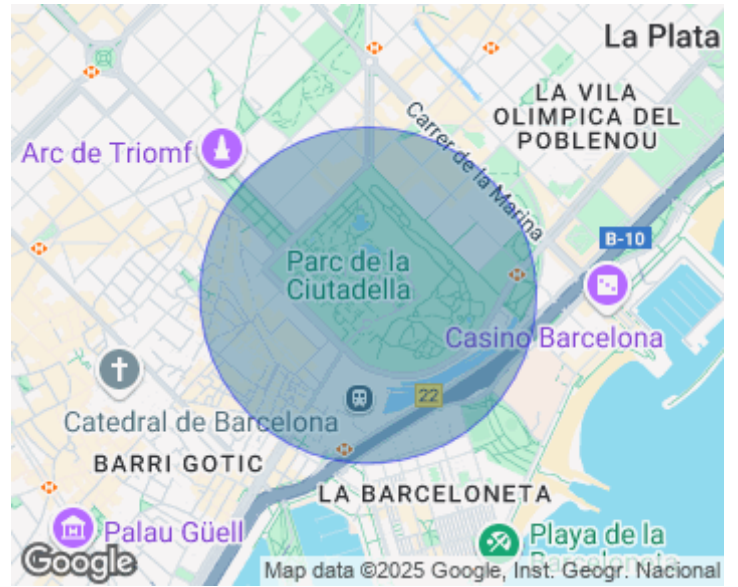 La Plata
LA VILA
OLIMPICA DEL
POBLENOU
Arc de Triomf
Carrer de la Marina
B-10
Parc de la
Ciutadella
Casino Barcelona
22
Catedral de Barcelona
BARRI GOTIC
LA BARCELONETA
Palau Güell
Playa de la
Barceloneta
Google
Map data ©2025 Google, Inst. Geogr. Nacional